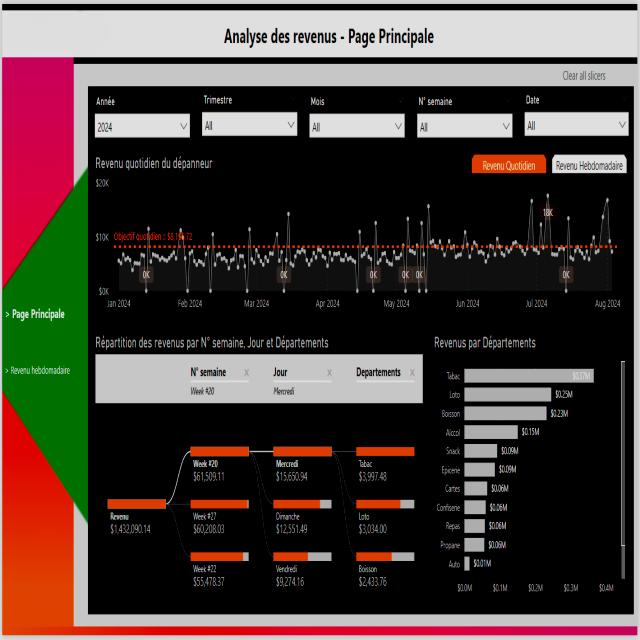 Analyse des revenus - Page Principale
Clear all slicers
Année
Trimestre
Mois
N° semaine
Date
2024
All
All
All
All
Revenu quotidien du dépanneur
Revenu Quotidien
Revenu Hebdomadaire
$20K
$10K
$0K
Objectif quotidien :
18K
0K
0K
0K
0K
0K
0K
Jan 2024
Feb 2024
Mar 2024
Apr 2024
May 2024
Jun 2024
Jul 2024
Aug 2024
> Page Principale
> Revenu hebdomadaire
Répartition des revenus par N° semaine, Jour et Départements
N° semaine x
Jour x
Departements x
Week #20
Mercredi
Revenu
$1,432,090.14
Week #20
$61,509.11
Week #27
$60,208.03
Week #22
$55,478.37
Mercredi
$15,650.94
Dimanche
$12,551.49
Vendredi
$9,274.16
Tabac
$3,997.48
Loto
$3,034.00
Boisson
$2,433.76
Revenus par Départements
Tabac
Loto $0.25M
Boisson $0.23M
Alcool $0.15M
Snack $0.09M
Epicerie $0.09M
Cartes $0.06M
Confiserie $0.06M
Repas $0.06M
Propane $0.06M
Auto $0.01M
$0.0M
$0.1M
$0.2M
$0.3M
$0.4M